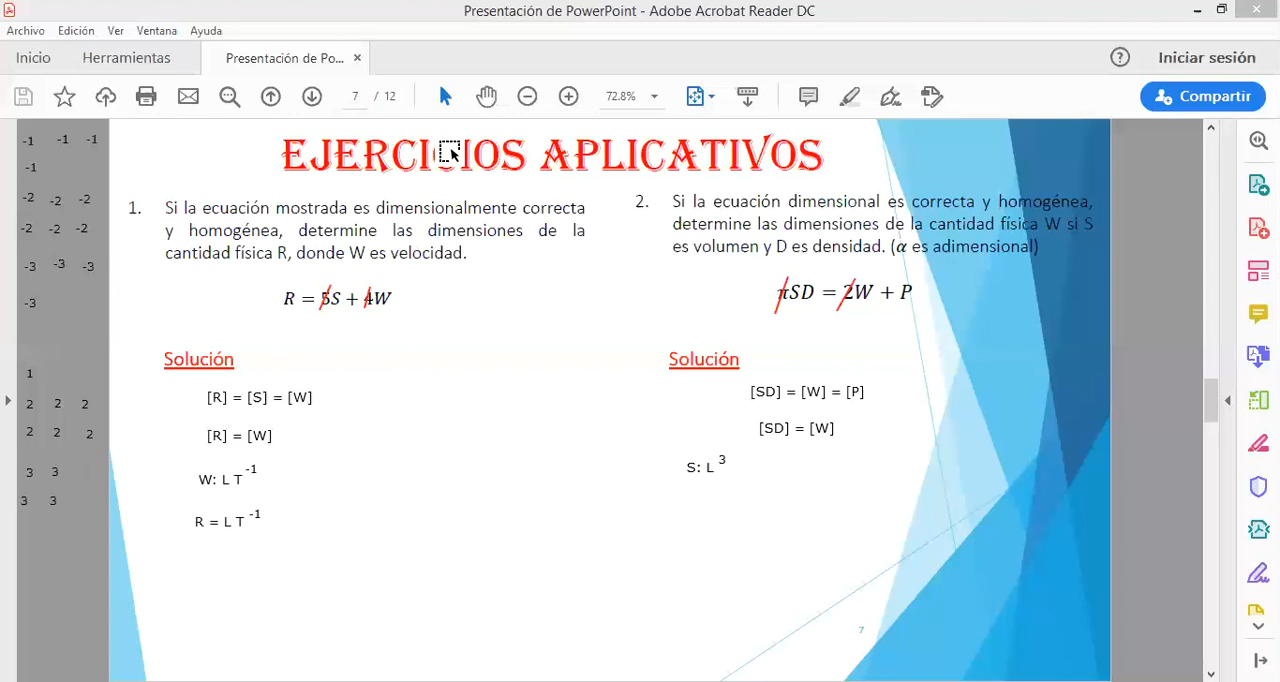 Presentación de PowerPoint - Adobe Acrobat Reader DC
Archivo Edición Ver Ventana Ayuda
Inicio Herramientas Presentación de Po... × Iniciar sesión
7 / 12 72.8% Compartir
-1 -1 -1
-1
-2 -2 -2
-2 -2 -2
-3 -3 -3
-3
1
2 2 2
2 2 2
3 3
3 3
EJERCICIOS APLICATIVOS
1. Si la ecuación mostrada es dimensionalmente correcta
y homogénea, determine las dimensiones de la
cantidad física R, donde W es velocidad.
R = 5S + 4W
Solución
[R] = [S] = [W]
[R] = [W]
W: L T -1
R = L T -1
2. Si la ecuación dimensional es correcta y homogénea,
determine las dimensiones de la cantidad física W si S
es volumen y D es densidad. (α es adimensional)
πSD = 2W + P
Solución
[SD] = [W] = [P]
[SD] = [W]
S: L 3
7